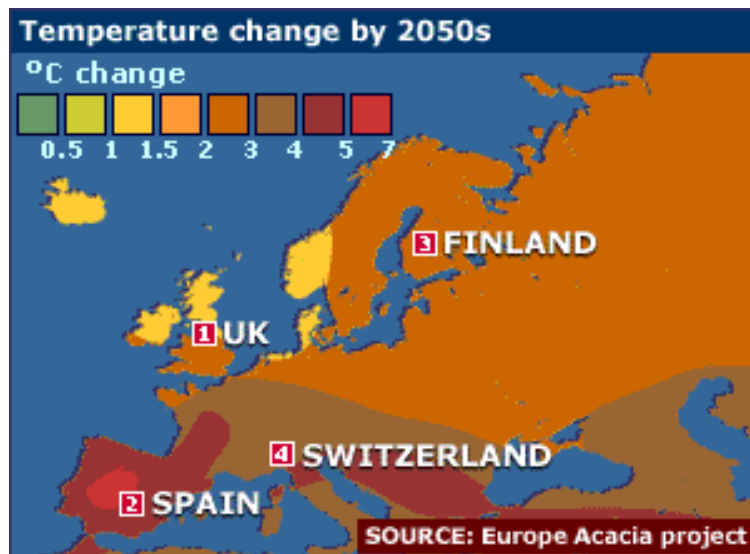 Temperature change by 2050s
ºC change
0.5 1 1.5 2 3 4 5 7
3 FINLAND
1 UK
4 SWITZERLAND
2 SPAIN
SOURCE: Europe Acacia project